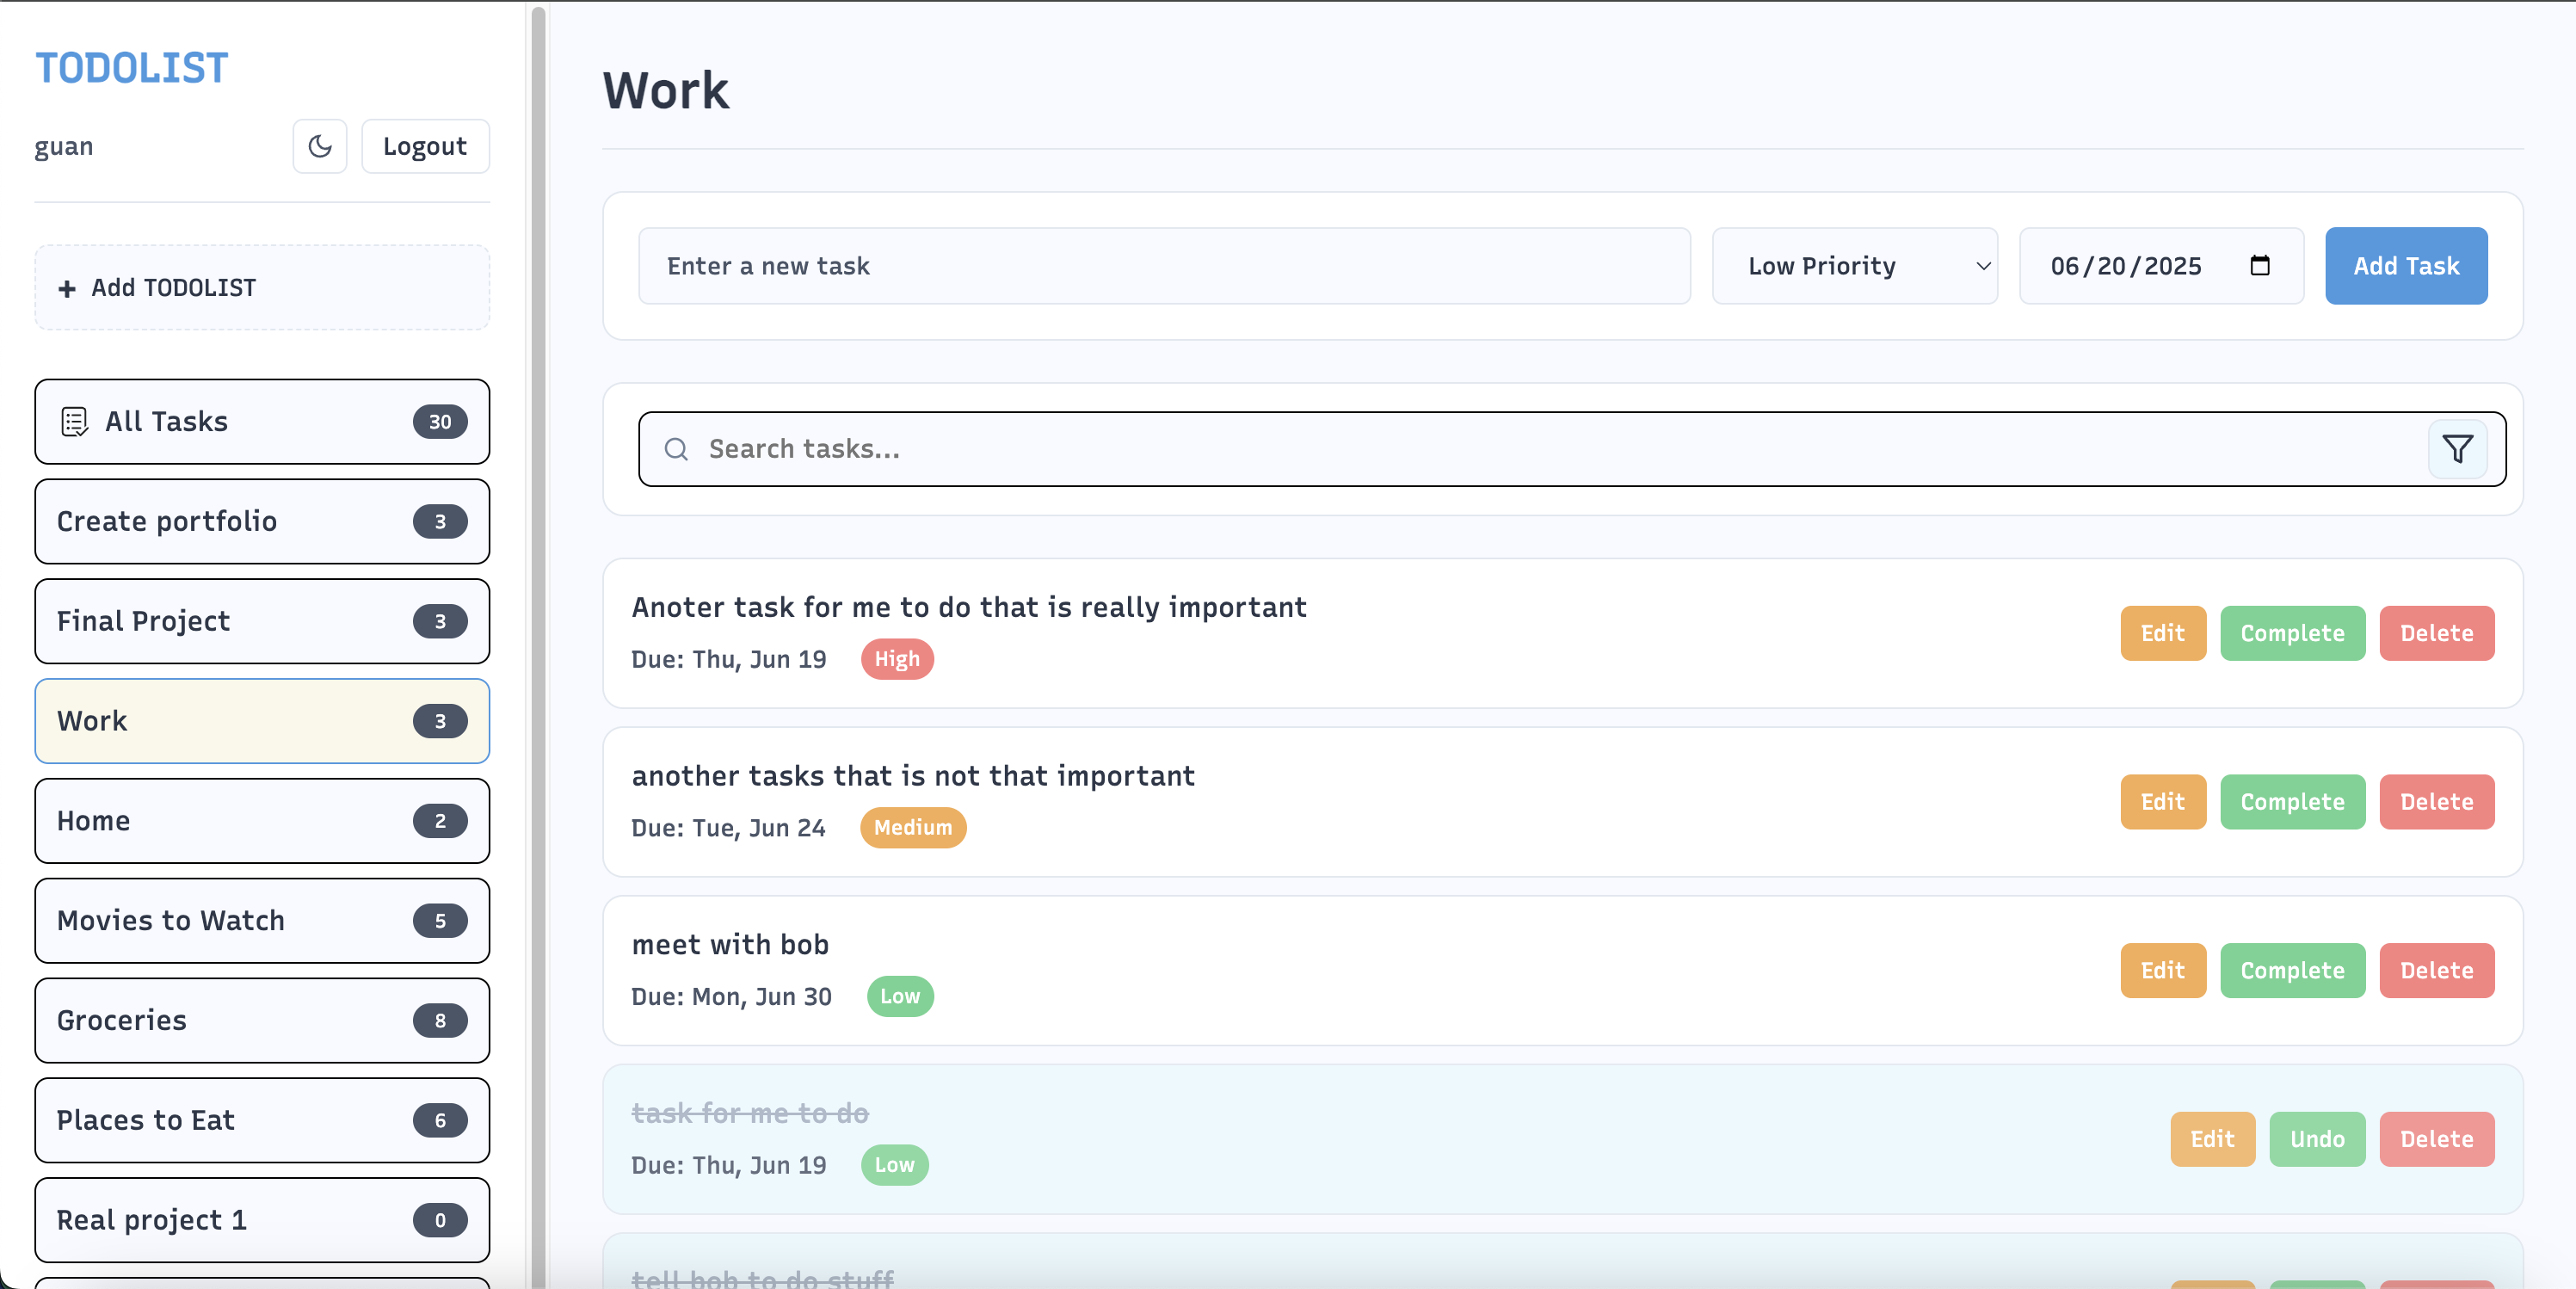 TODOLIST
guan
Logout
+ Add TODOLIST
All Tasks 30
Create portfolio 3
Final Project 3
Work 3
Home 2
Movies to Watch 5
Groceries 8
Places to Eat 6
Real project 1 0
Work
Enter a new task Low Priority 06/20/2025 Add Task
Search tasks...
Anoter task for me to do that is really important
Due: Thu, Jun 19 High
Edit Complete Delete
another tasks that is not that important
Due: Tue, Jun 24 Medium
Edit Complete Delete
meet with bob
Due: Mon, Jun 30 Low
Edit Complete Delete
task for me to do
Due: Thu, Jun 19 Low
Edit Undo Delete
tell bob to do stuff